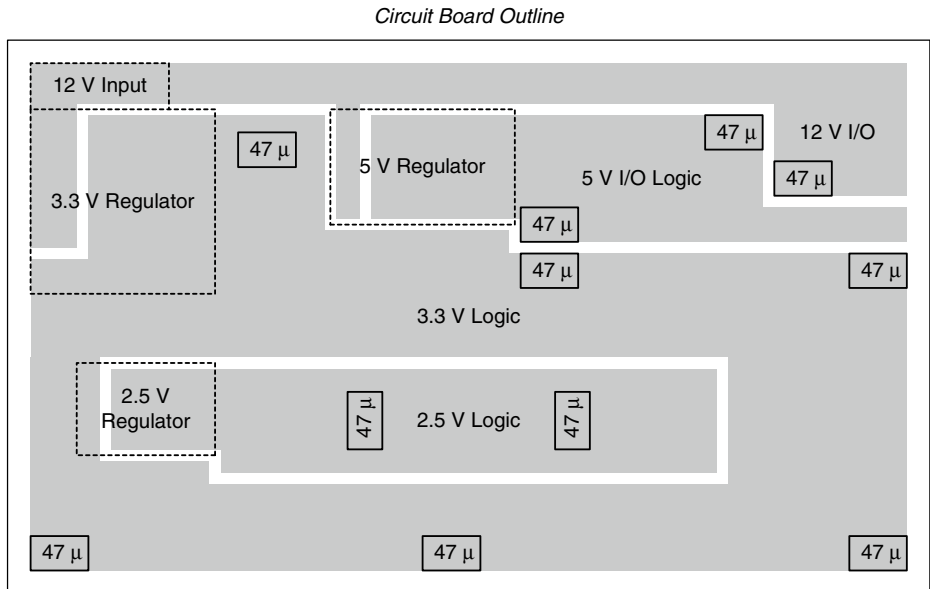 Circuit Board Outline
12 V Input
47 μ
12 V I/O
47 μ
5 V Regulator
5 V I/O Logic
47 μ
3.3 V Regulator
47 μ
47 μ
47 μ
3.3 V Logic
2.5 V
Regulator
47 μ
2.5 V Logic
47 μ
47 μ
47 μ
47 μ